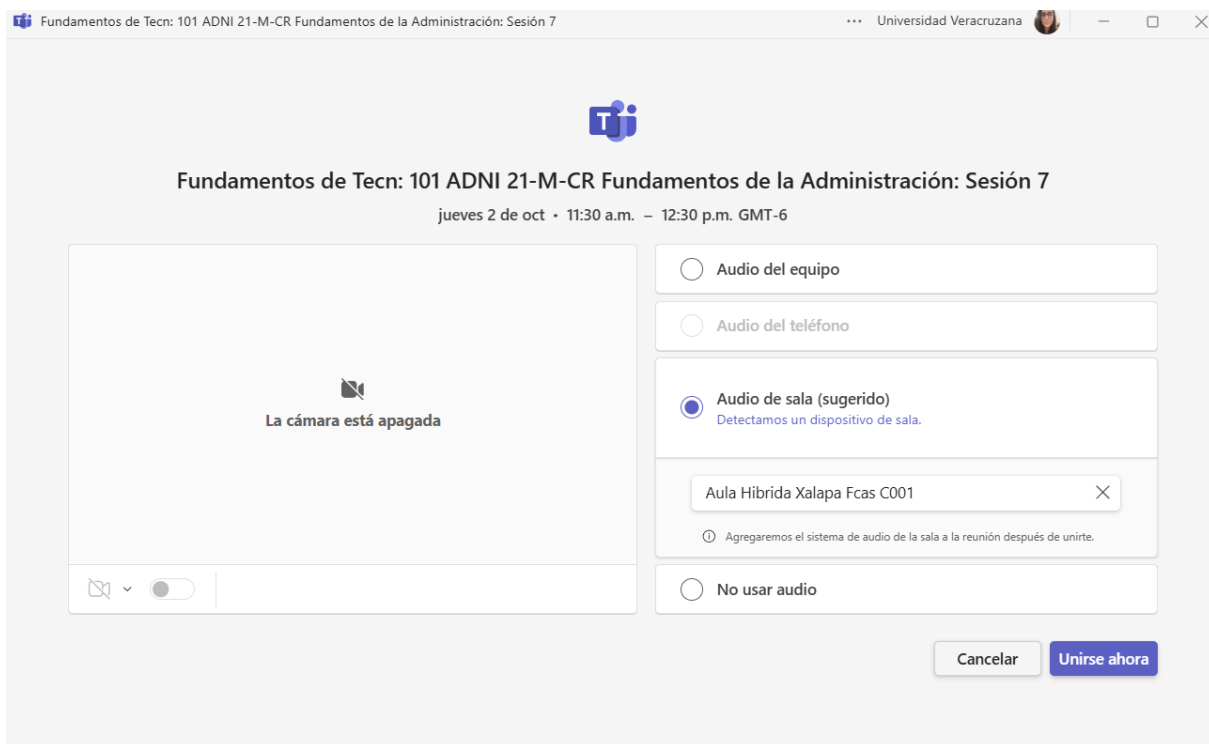 Fundamentos de Tecn: 101 ADNI 21-M-CR Fundamentos de la Administración: Sesión 7
Universidad Veracruzana
Fundamentos de Tecn: 101 ADNI 21-M-CR Fundamentos de la Administración: Sesión 7
jueves 2 de oct • 11:30 a.m. – 12:30 p.m. GMT-6
La cámara está apagada
Audio del equipo
Audio del teléfono
Audio de sala (sugerido)
Detectamos un dispositivo de sala.
Aula Hibrida Xalapa Fcas C001
Agregaremos el sistema de audio de la sala a la reunión después de unirte.
No usar audio
Cancelar
Unirse ahora